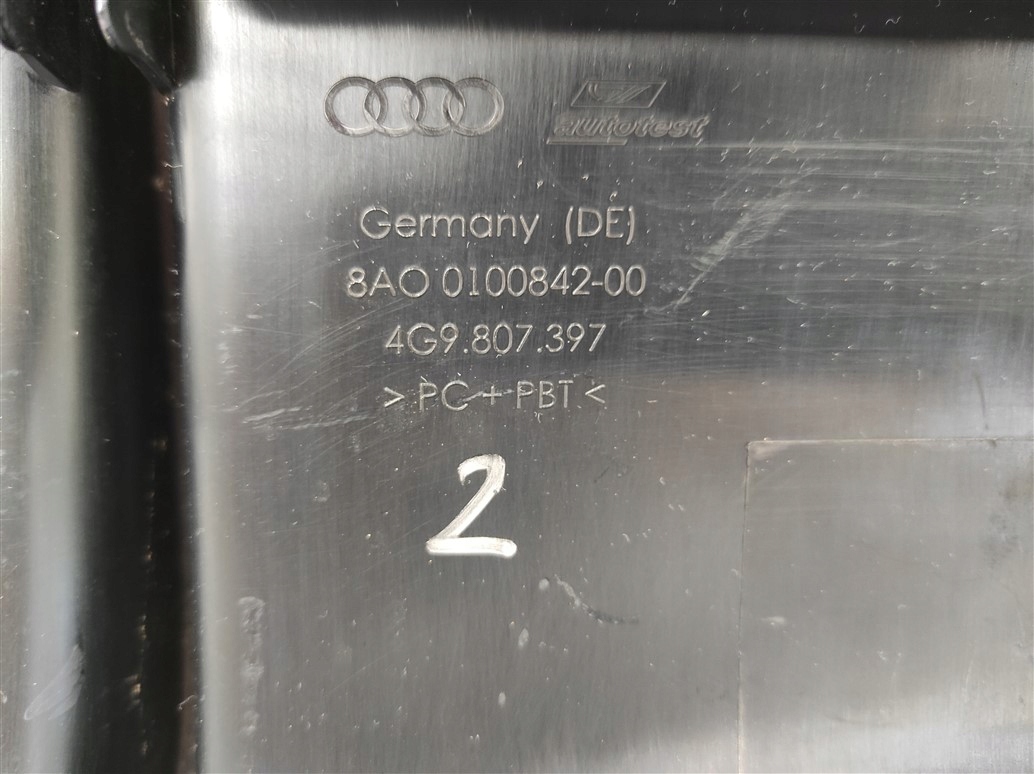 autotest
Germany (DE)
8AO 0100842-00
4G9.807.397
> PC + PBT <
2